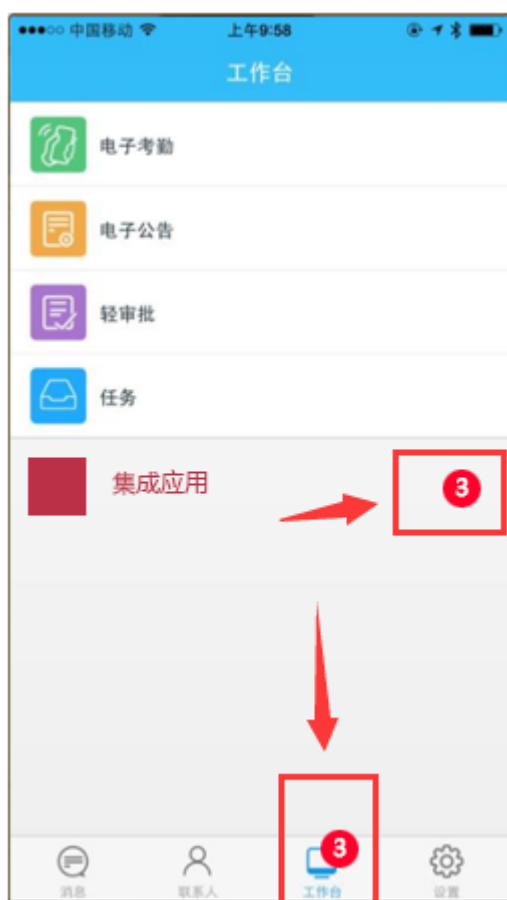 中国移动 上午9:58
工作台
电子考勤
电子公告
轻审批
任务
集成应用 3
3
消息 联系人 工作台 设置